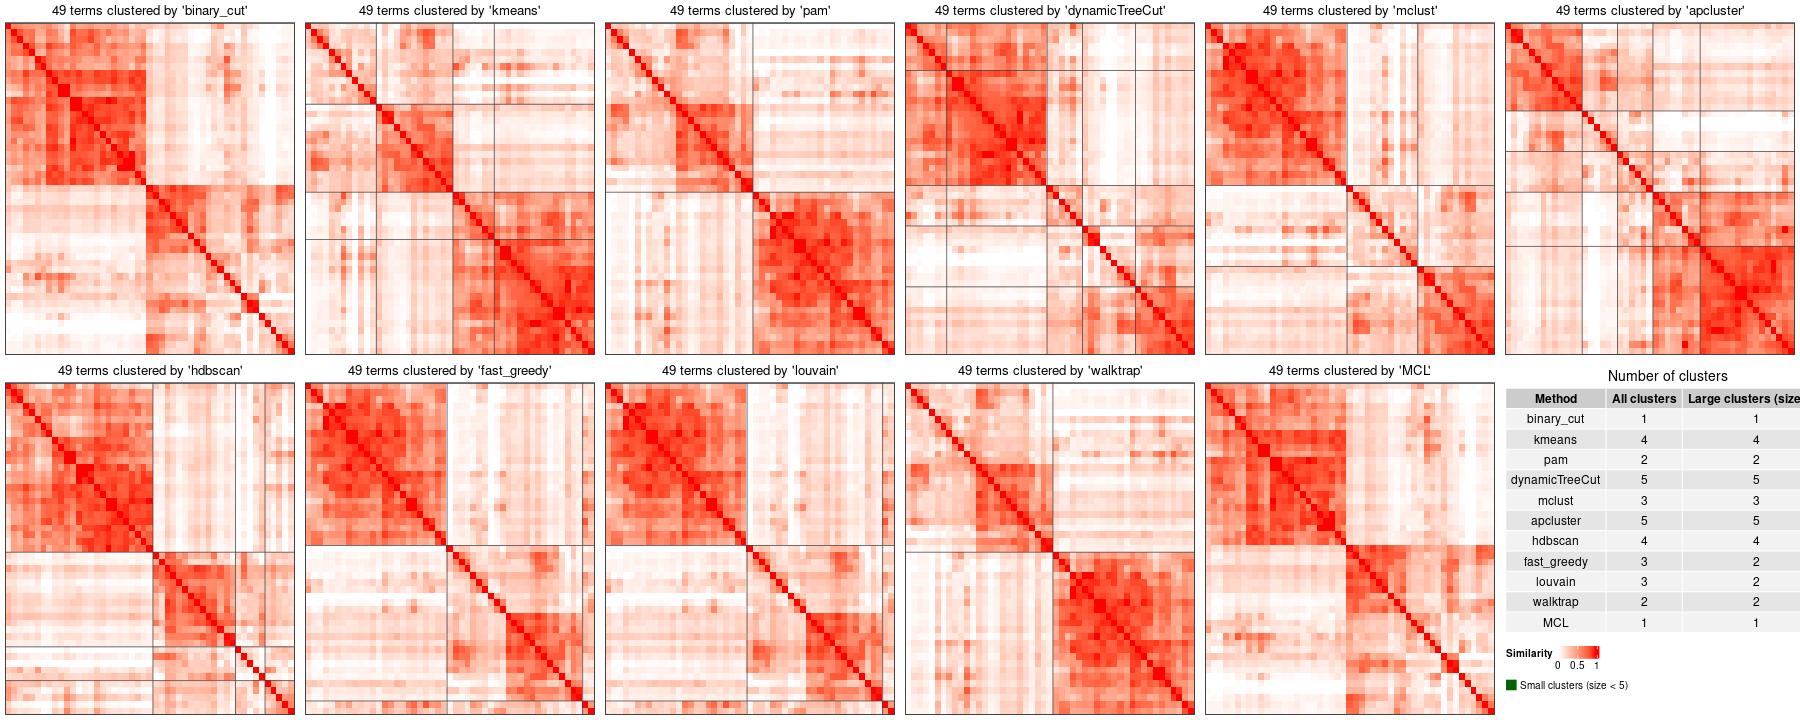 49 terms clustered by 'binary_cut'
49 terms clustered by 'kmeans'
49 terms clustered by 'pam'
49 terms clustered by 'dynamicTreeCut'
49 terms clustered by 'mclust'
49 terms clustered by 'apcluster'
49 terms clustered by 'hdbscan'
49 terms clustered by 'fast_greedy'
49 terms clustered by 'louvain'
49 terms clustered by 'walktrap'
49 terms clustered by 'MCL'
Number of clusters
Method All clusters Large clusters (size
binary_cut 1 1
kmeans 4 4
pam 2 2
dynamicTreeCut 5 5
mclust 3 3
apcluster 5 5
hdbscan 4 4
fast_greedy 3 2
louvain 3 2
walktrap 2 2
MCL 1 1
Similarity
0 0.5 1
Small clusters (size < 5)